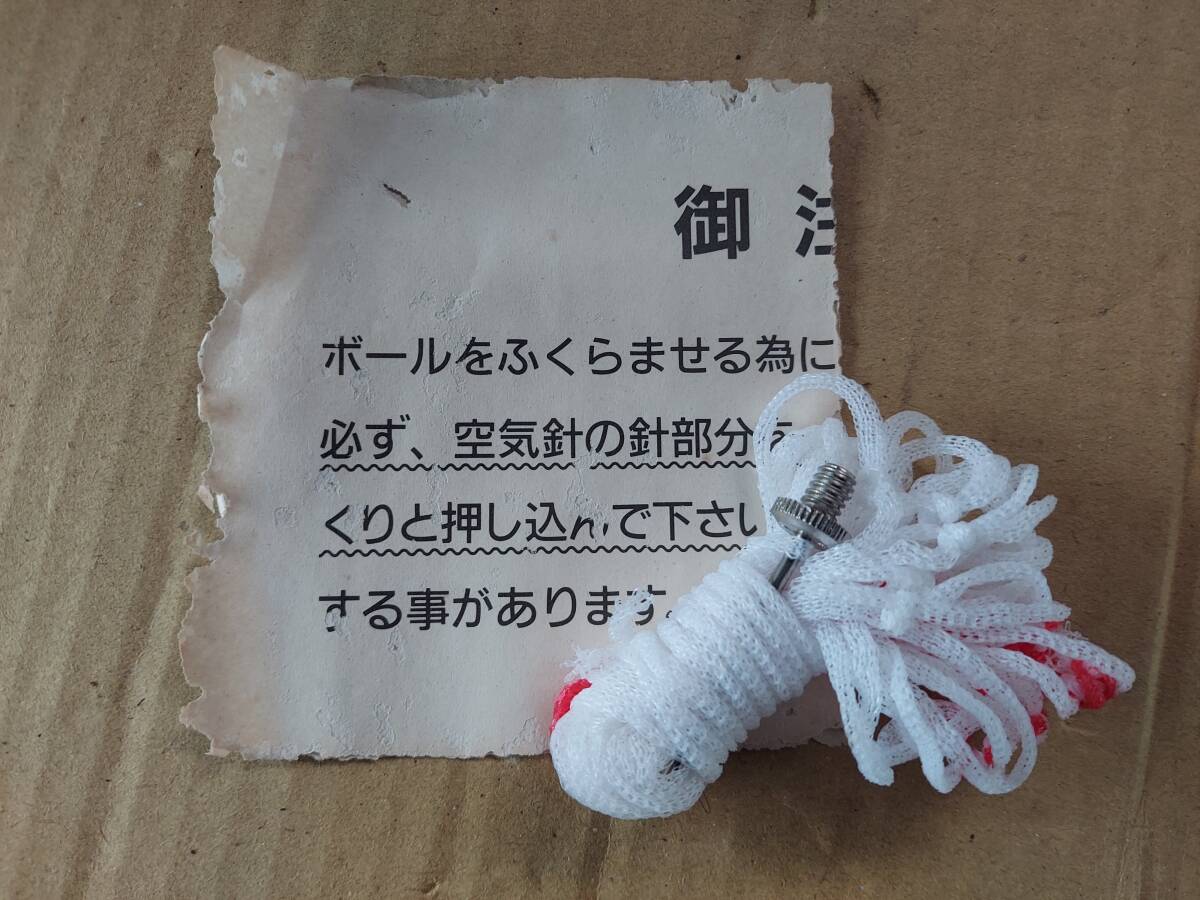 御
ボールをふくらませる為に
必ず、空気針の針部分
くりと押し込んで下さい
する事があります。